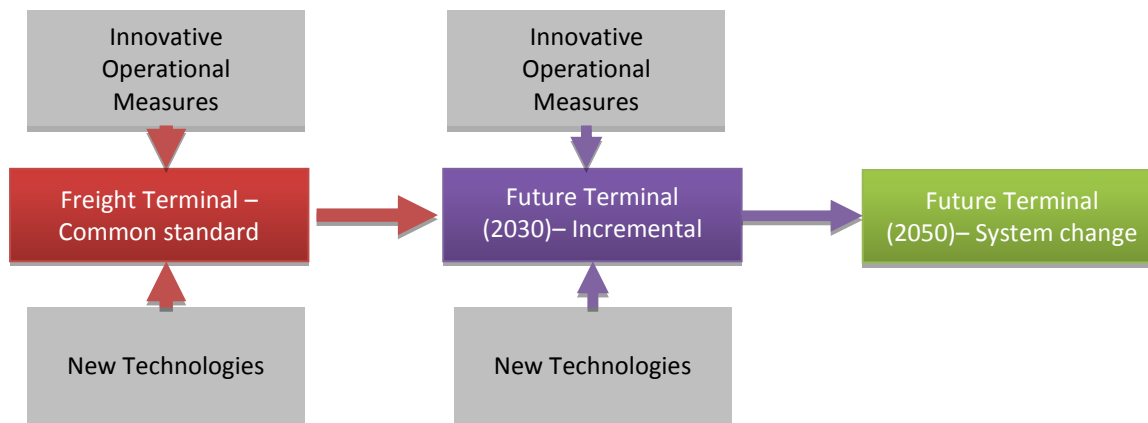 Innovative
Operational
Measures
Innovative
Operational
Measures
Freight Terminal –
Common standard
Future Terminal
(2030)– Incremental
Future Terminal
(2050)– System change
New Technologies
New Technologies